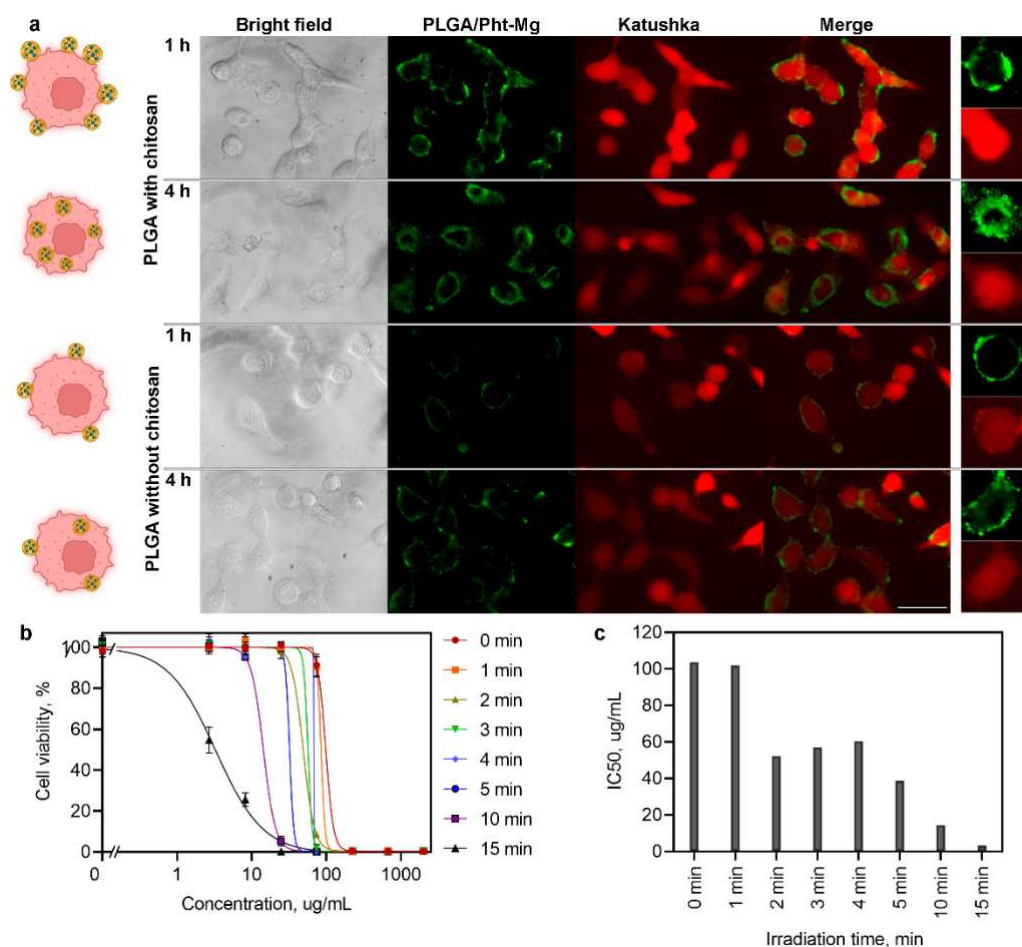 a
Bright field PLGA/Pht-Mg Katushka Merge
PLGA with chitosan
1 h
4 h
PLGA without chitosan
1 h
4 h
b
Cell viability, %
100
80
60
40
20
0
0 1 10 100 1000
Concentration, ug/mL
0 min
1 min
2 min
3 min
4 min
5 min
10 min
15 min
c
IC50, ug/mL
120
100
80
60
40
20
0
0 min 1 min 2 min 3 min 4 min 5 min 10 min 15 min
Irradiation time, min